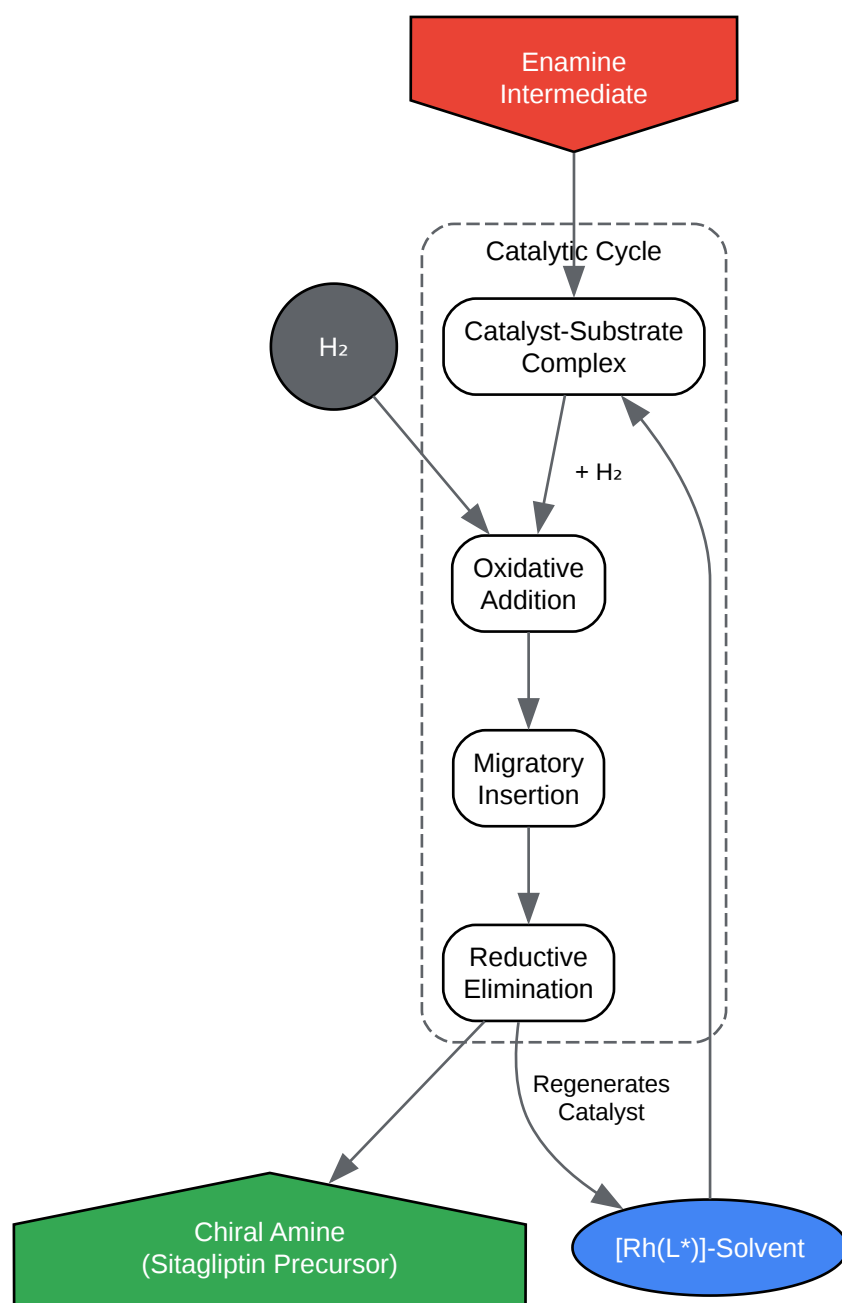 Enamine
Intermediate
Catalytic Cycle
H₂
Catalyst-Substrate
Complex
+ H₂
Oxidative
Addition
Migratory
Insertion
Reductive
Elimination
Regenerates
Catalyst
Chiral Amine
(Sitagliptin Precursor)
[Rh(L*)]-Solvent